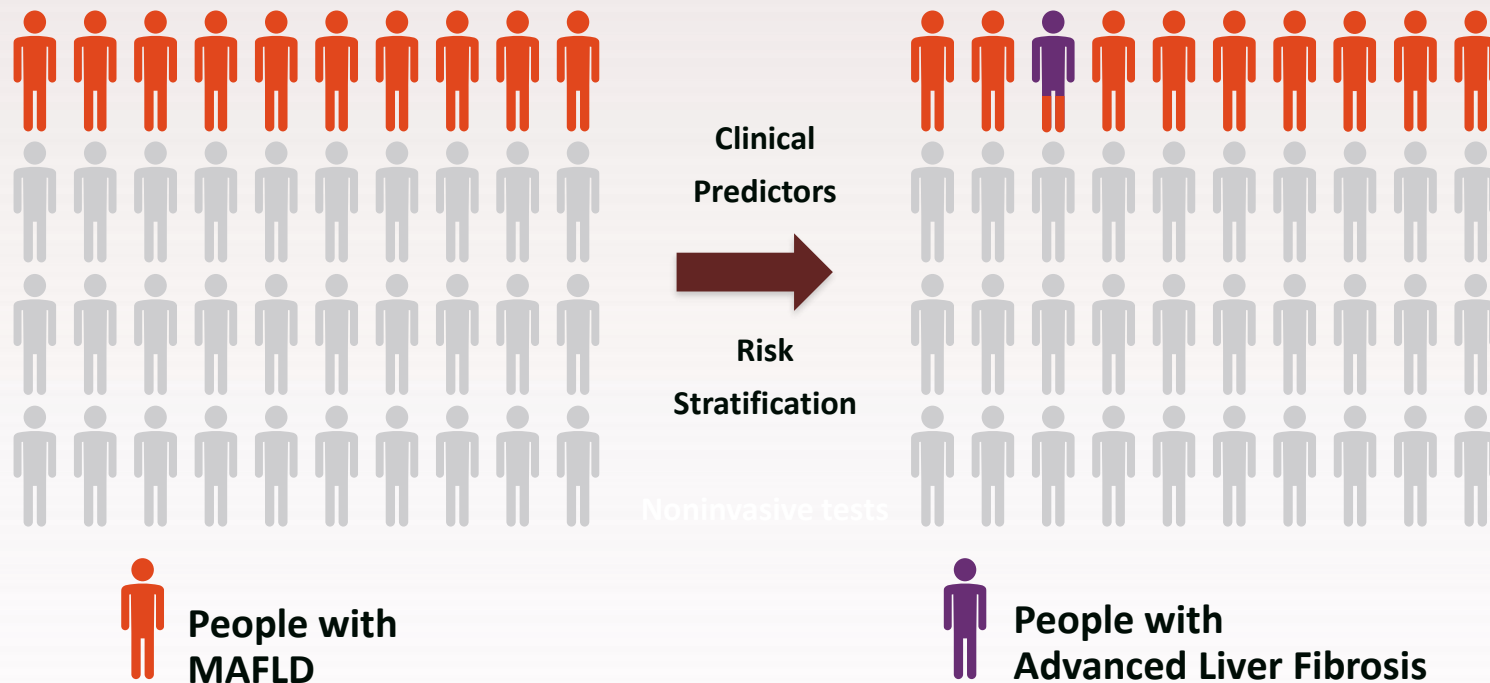 Clinical
Predictors
Risk
Stratification
Noninvasive tests
People with
MAFLD
People with
Advanced Liver Fibrosis